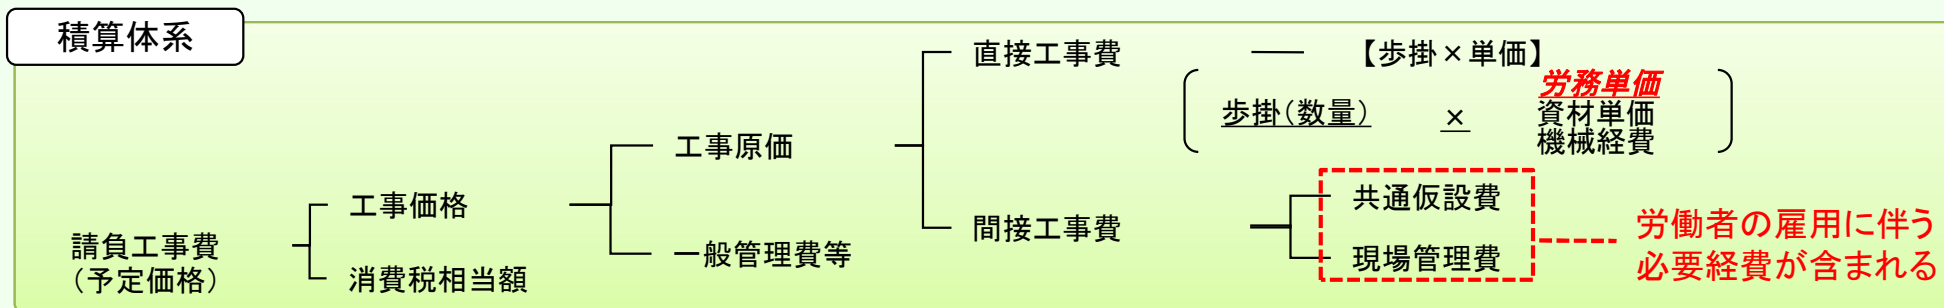 積算体系
直接工事費
【歩掛×単価】
歩掛(数量)
×
労務単価
資材単価
機械経費
工事原価
工事価格
共通仮設費
間接工事費
現場管理費
労働者の雇用に伴う
必要経費が含まれる
請負工事費
(予定価格)
一般管理費等
消費税相当額